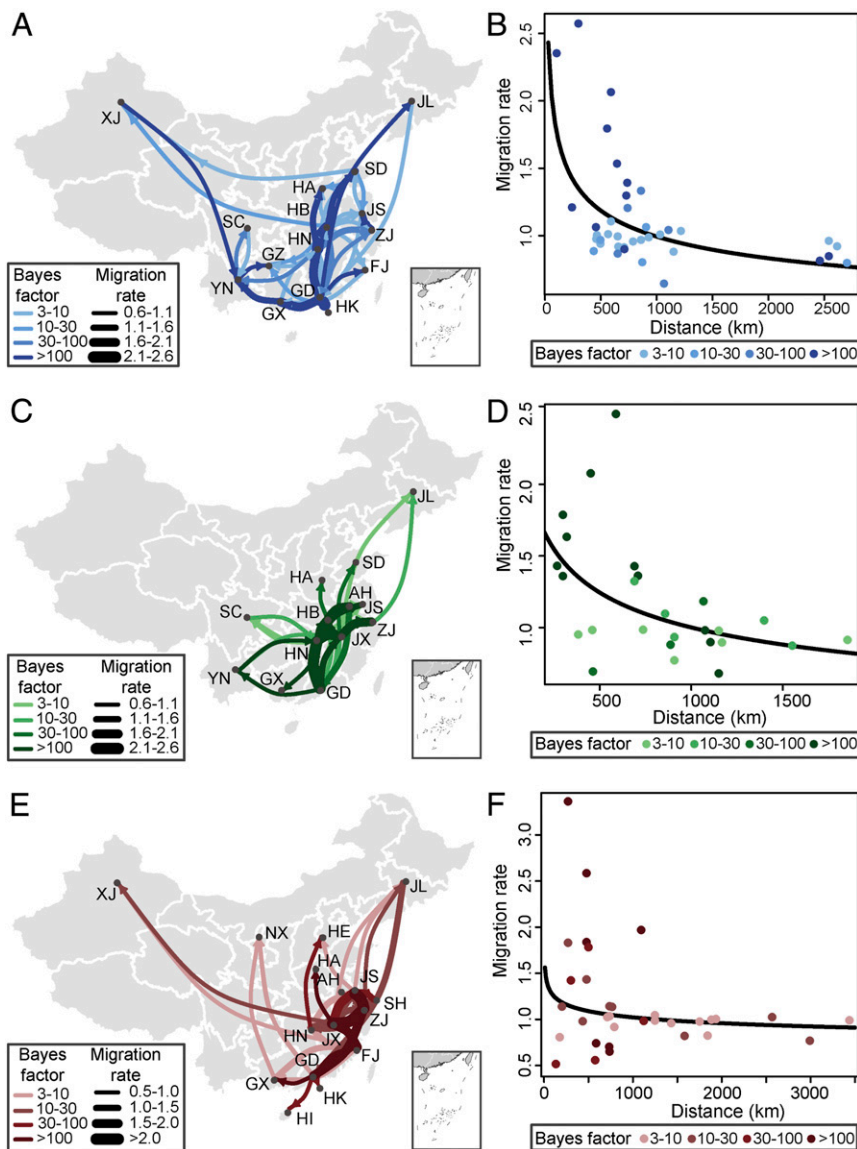 A
XJ
JL
SD
HA
HB
JS
SC
HN
ZJ
GZ
YN
FJ
GD
GX
HK
Bayes factor Migration rate
3-10 0.6-1.1
10-30 1.1-1.6
30-100 1.6-2.1
>100 2.1-2.6
B
Migration rate
2.5
2.0
1.5
1.0
0 500 1000 1500 2000 2500
Distance (km)
Bayes factor 3-10 10-30 30-100 >100
C
JL
SD
HA
AH
JS
SC
HB
ZJ
HN
JX
YN
GX
GD
Bayes factor Migration rate
3-10 0.6-1.1
10-30 1.1-1.6
30-100 1.6-2.1
>100 2.1-2.6
D
Migration rate
2.5
2.0
1.5
1.0
500 1000 1500
Distance (km)
Bayes factor 3-10 10-30 30-100 >100
E
XJ
JL
NX
HE
HA
AH
JS
SH
HN
ZJ
JX
GD
FJ
GX
HK
HI
Bayes factor Migration rate
3-10 0.5-1.0
10-30 1.0-1.5
30-100 1.5-2.0
>100 >2.0
F
Migration rate
3.0
2.5
2.0
1.5
1.0
0.5
0 1000 2000 3000
Distance (km)
Bayes factor 3-10 10-30 30-100 >100